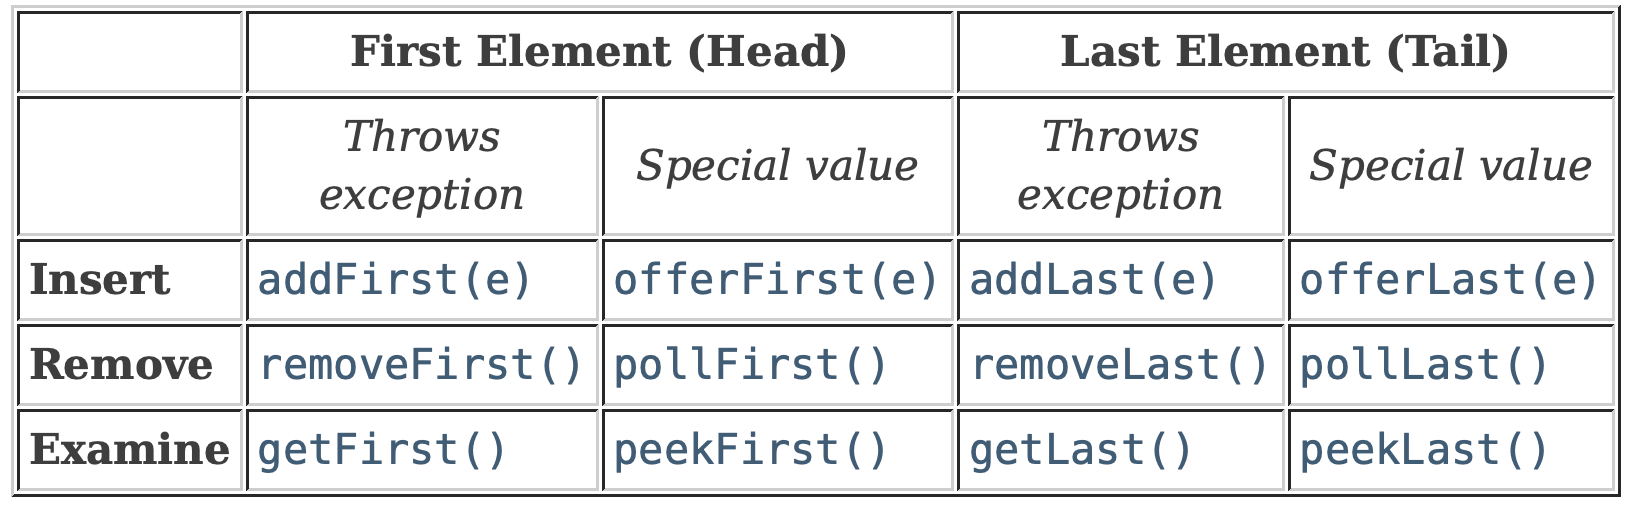 First Element (Head) Last Element (Tail)
Throws exception Special value Throws exception Special value
Insert addFirst(e) offerFirst(e) addLast(e) offerLast(e)
Remove removeFirst() pollFirst() removeLast() pollLast()
Examine getFirst() peekFirst() getLast() peekLast()